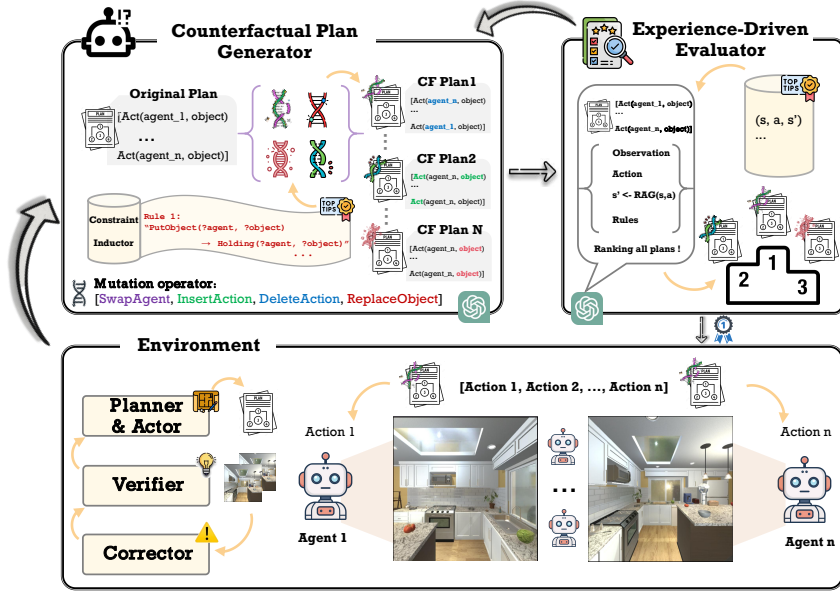 !?
Counterfactual Plan
Generator
Original Plan
[Act(agent_1, object)
...
Act(agent_n, object)]
CF Plan1
[Act(agent_n, object)
...
agent_1, object)]
CF Plan2
[Act(agent_n, object)
...
Act(agent_n, object)]
CF Plan N
[Act(agent_n, object)
...
Act(agent_n, object)]
Constraint
Inductor
TOP
TIPS
Rule 1:
"PutObject(?agent, ?object)
→ Holding(?agent, ?object)"
...
Mutation operator:
[SwapAgent, InsertAction, DeleteAction, ReplaceObject]
Experience-Driven
Evaluator
PLAN
[Act(agent_1, object)
...
Act(agent_n, object)]
Observation
Action
s' <- RAG(s,a)
Rules
Ranking all plans !
TOP
TIPS
(s, a, s')
...
1
2
3
1
Environment
Planner
& Actor
Verifier
Corrector
PLAN
[Action 1, Action 2, ..., Action n]
Action 1
Agent 1
...
Action n
Agent n